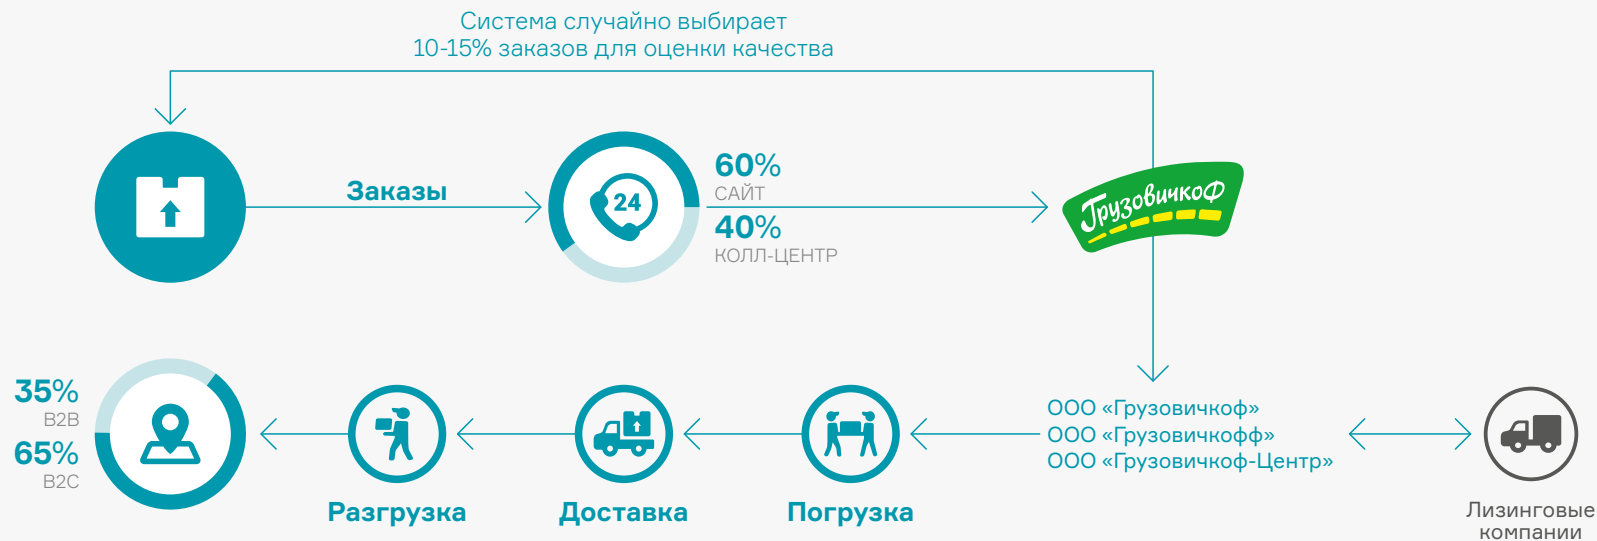 Система случайно выбирает
10-15% заказов для оценки качества
Заказы
24
60%
САЙТ
40%
КОЛЛ-ЦЕНТР
ГрузовичкоФ
35%
B2B
65%
B2C
Разгрузка
Доставка
Погрузка
ООО «Грузовичкоф»
ООО «Грузовичкофф»
ООО «Грузовичкоф-Центр»
Лизинговые
компании